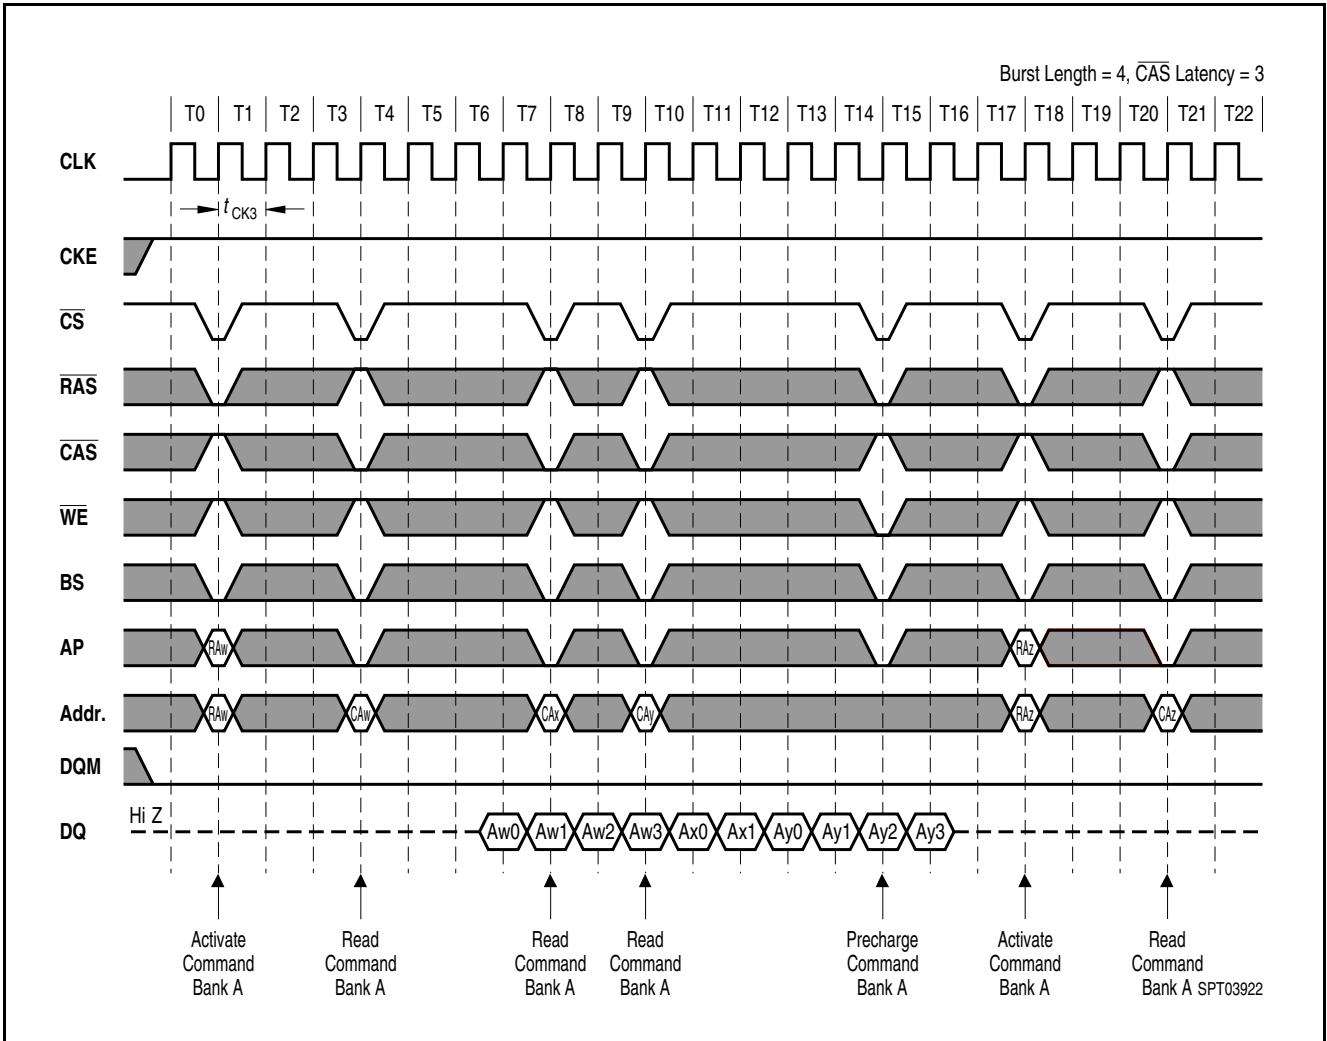 Burst Length = 4, CAS Latency = 3
T0 T1 T2 T3 T4 T5 T6 T7 T8 T9 T10 T11 T12 T13 T14 T15 T16 T17 T18 T19 T20 T21 T22
CLK
t CK3
CKE
CS
RAS
CAS
WE
BS
AP RAw RAz
Addr. RAw CAw CAx CAy RAz CAz
DQM
Hi Z
DQ Aw0 Aw1 Aw2 Aw3 Ax0 Ax1 Ay0 Ay1 Ay2 Ay3
Activate Read Read Read Precharge Activate Read
Command Command Command Command Command Command Command
Bank A Bank A Bank A Bank A Bank A Bank A Bank A SPT03922